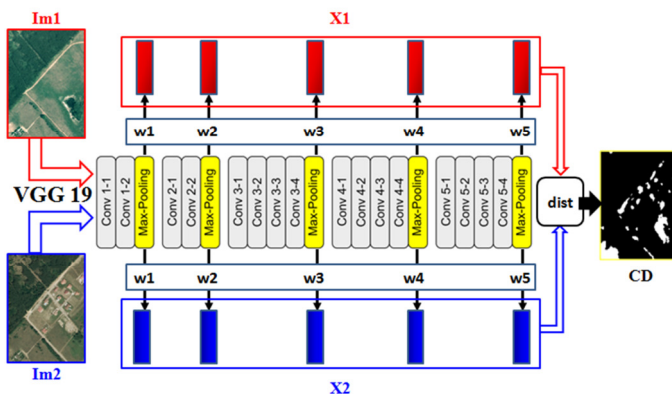 Im1
X1
w1 w2 w3 w4 w5
VGG 19
Conv 1-1 Conv 1-2 Max-Pooling Conv 2-1 Conv 2-2 Max-Pooling Conv 3-1 Conv 3-2 Conv 3-3 Conv 3-4 Max-Pooling Conv 4-1 Conv 4-2 Conv 4-3 Conv 4-4 Max-Pooling Conv 5-1 Conv 5-2 Conv 5-3 Conv 5-4 Max-Pooling
dist
CD
w1 w2 w3 w4 w5
Im2
X2